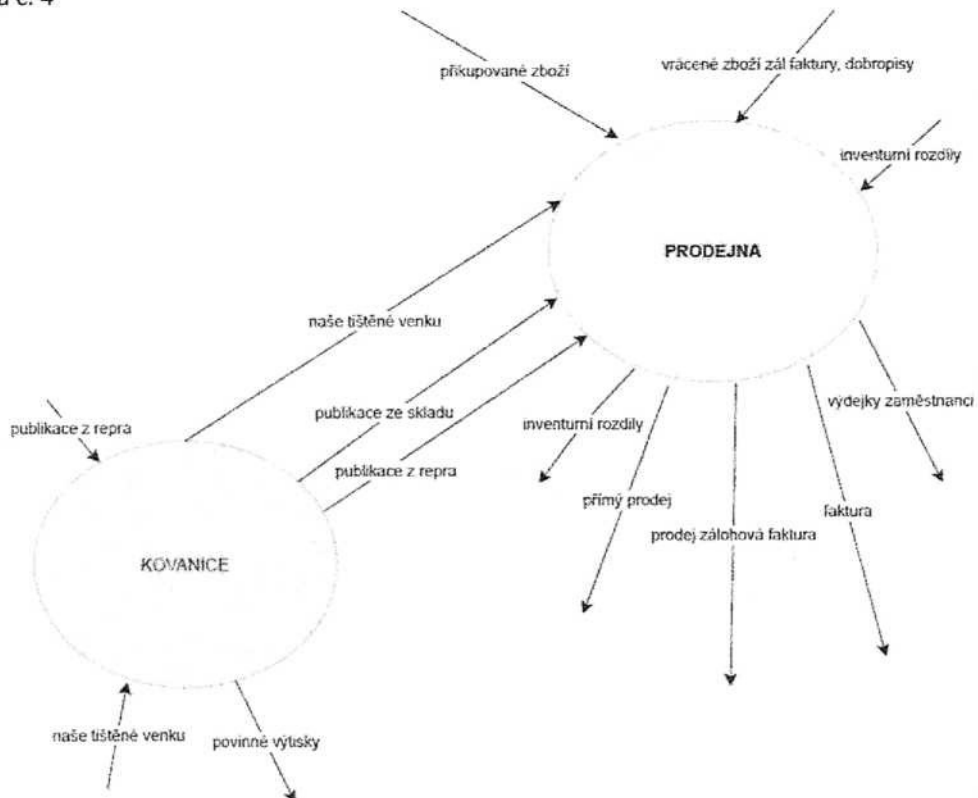 č. 4
přikupované zboží
vrácené zboží zál faktury, dobropisy
inventurní rozdíly
PRODEJNA
naše tištěné venku
publikace ze skladu
publikace z repra
publikace z repra
inventurní rozdíly
výdejky zaměstnanci
přímý prodej
prodej zálohová faktura
faktura
KOVANICE
naše tištěné venku
povinné výtisky